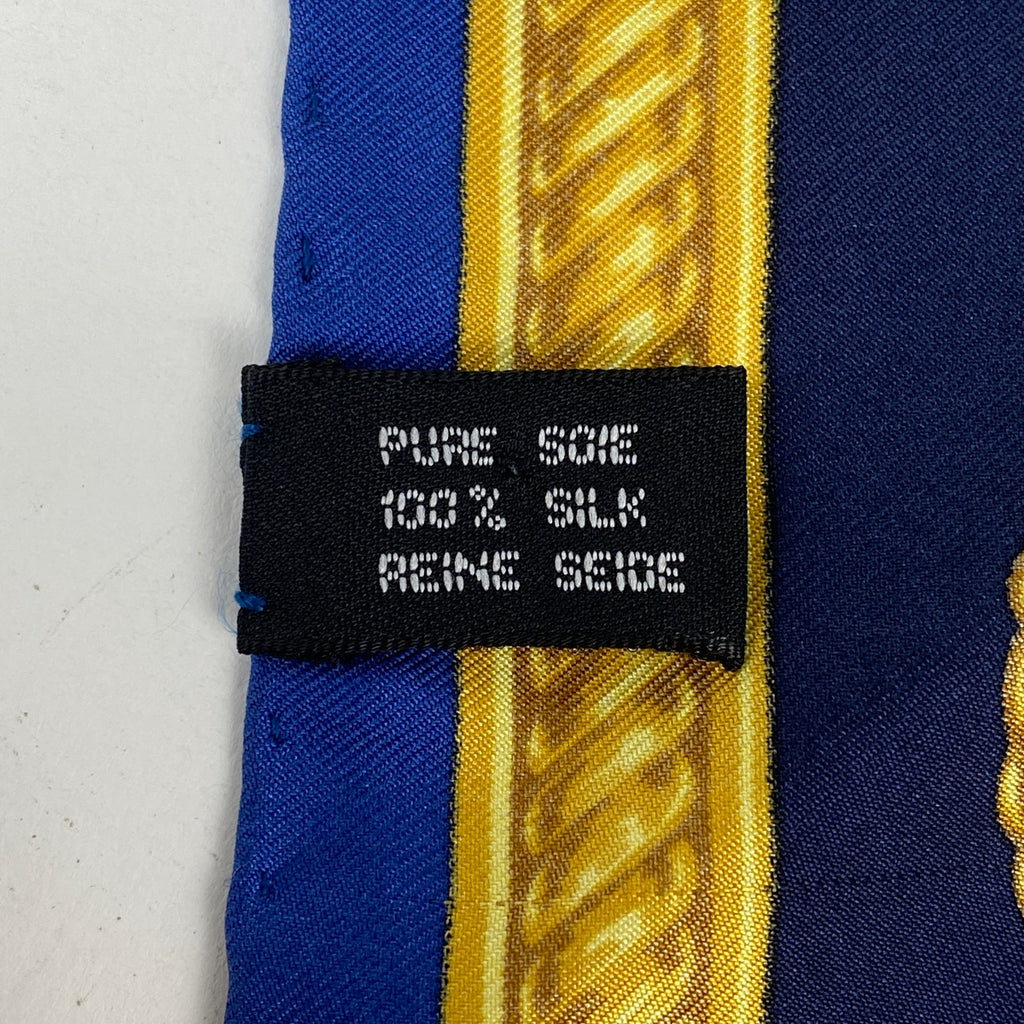 PURE SOIE
100% SILK
REINE SEIDE